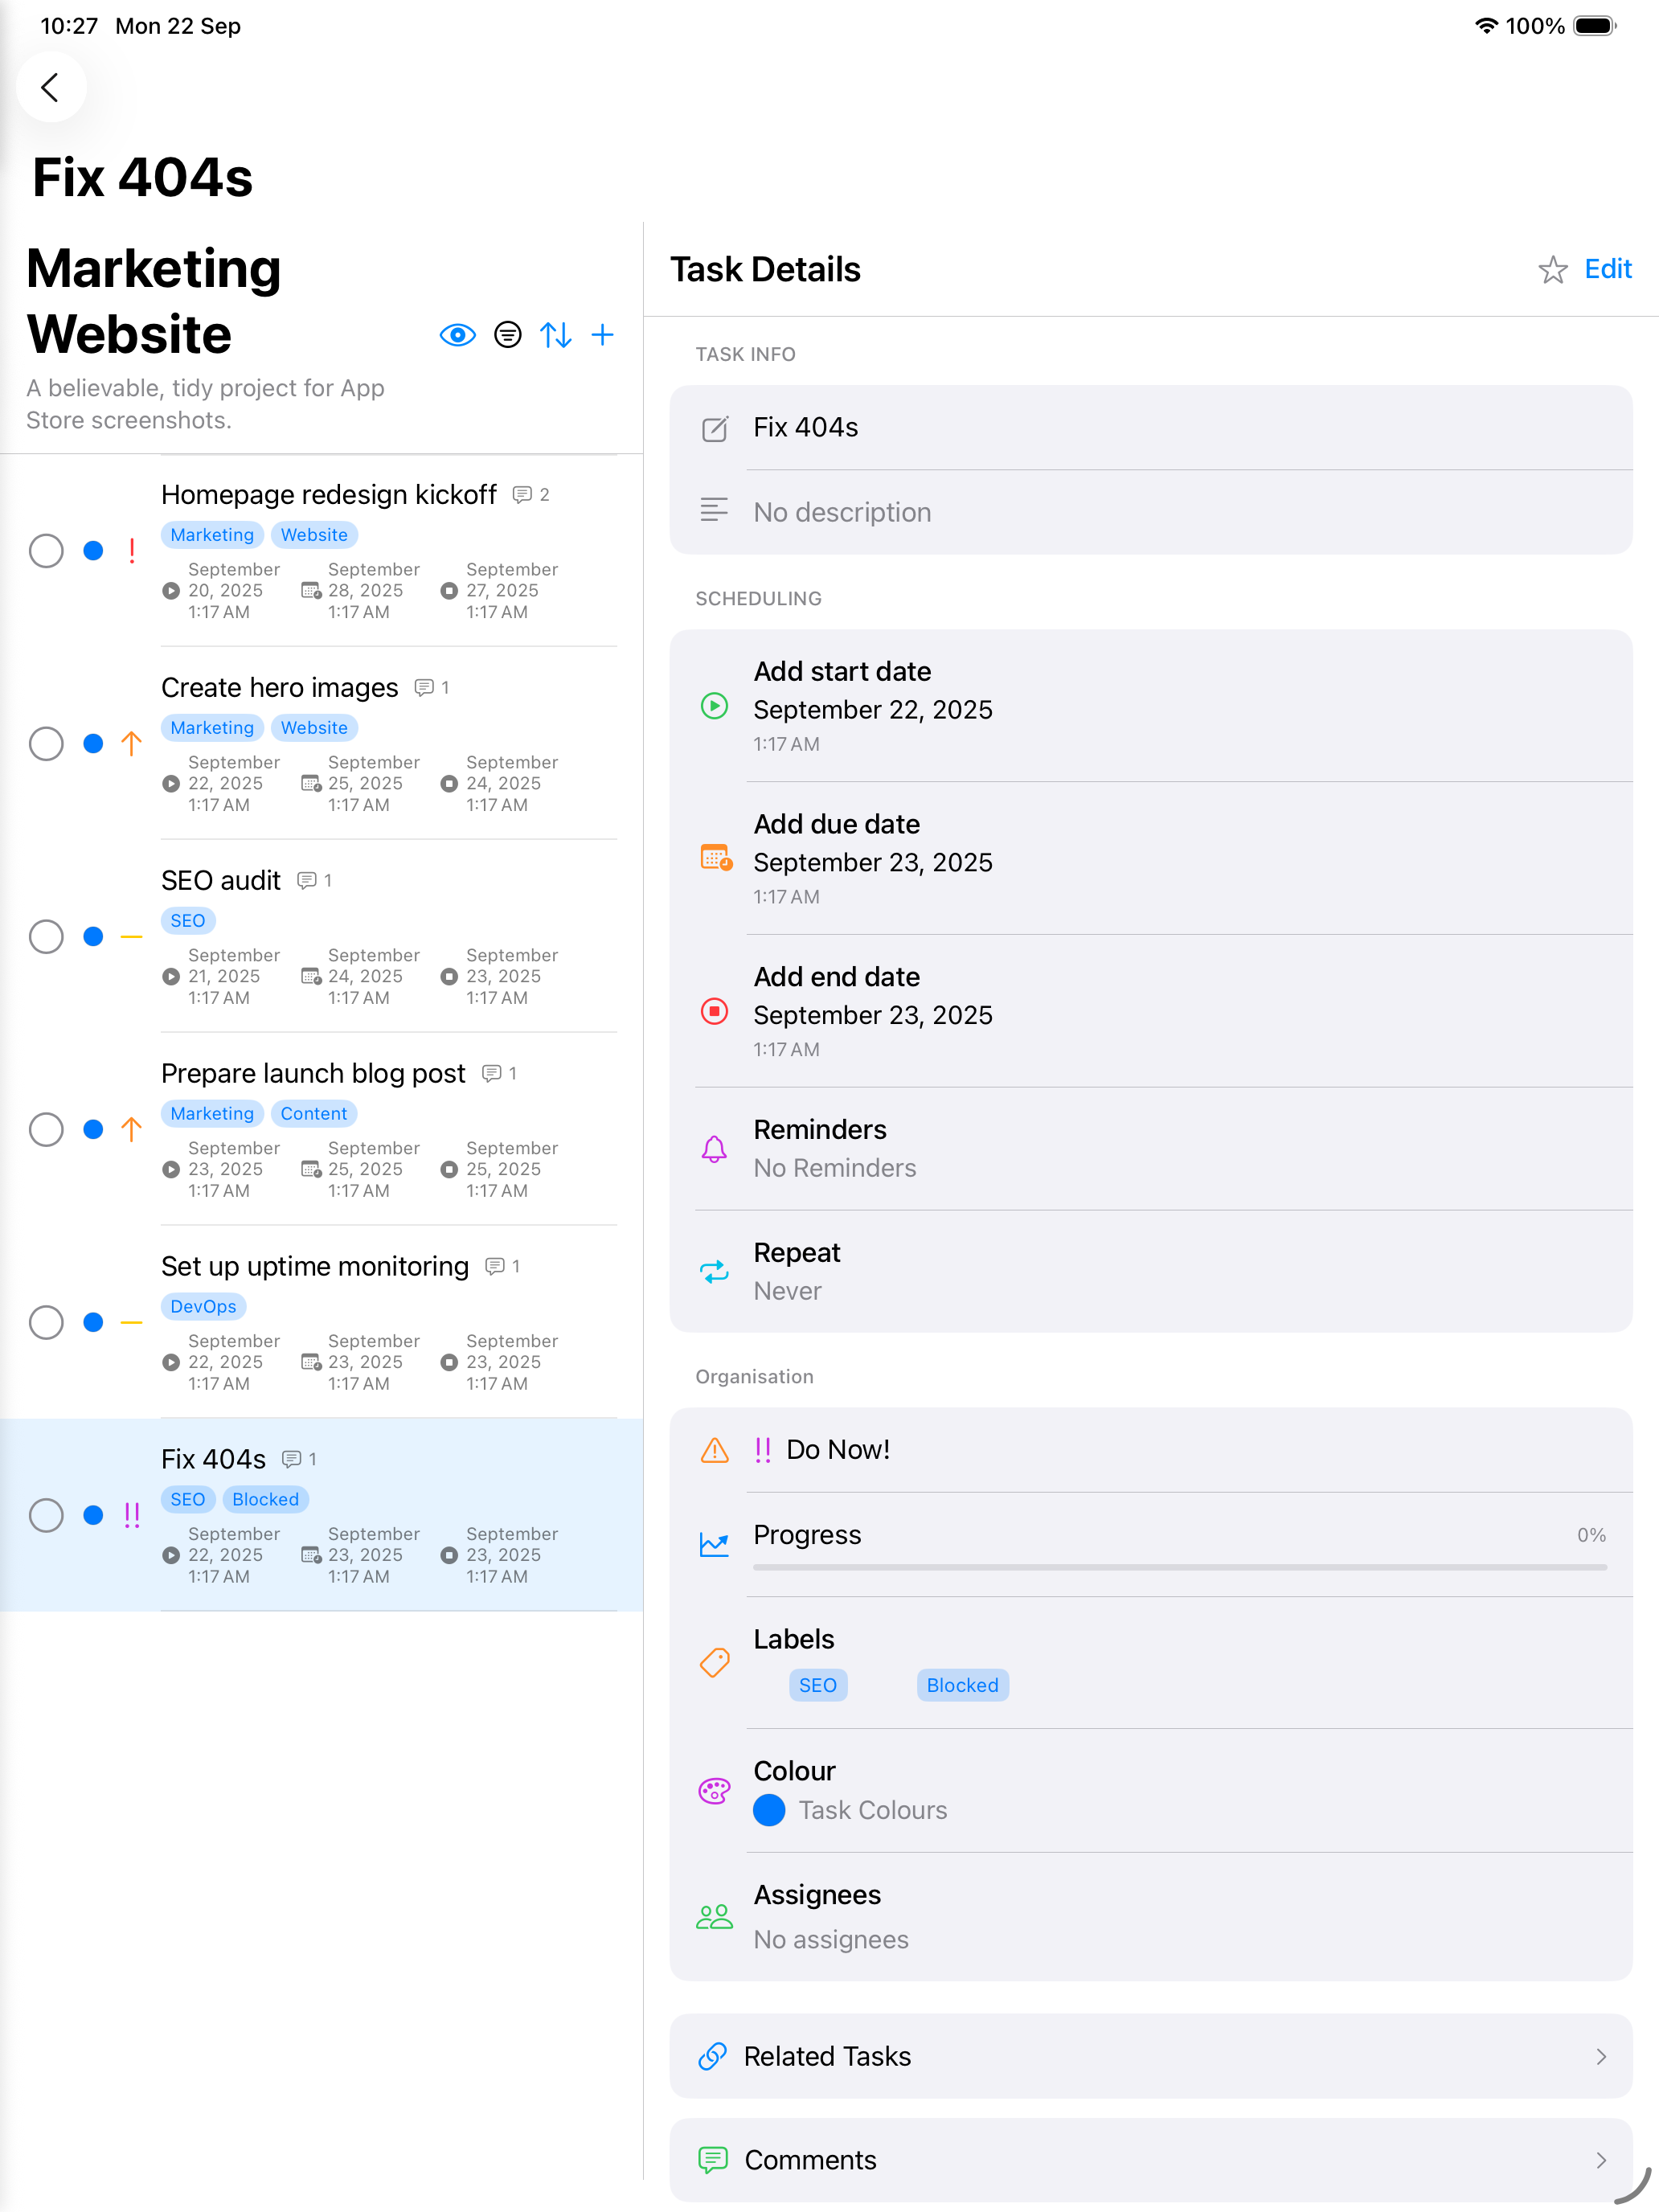 10:27 Mon 22 Sep
100%
Fix 404s
Marketing
Website
A believable, tidy project for App
Store screenshots.
Homepage redesign kickoff 2
Marketing Website
September 20, 2025 1:17 AM
September 28, 2025 1:17 AM
September 27, 2025 1:17 AM
Create hero images 1
Marketing Website
September 22, 2025 1:17 AM
September 25, 2025 1:17 AM
September 24, 2025 1:17 AM
SEO audit 1
SEO
September 21, 2025 1:17 AM
September 24, 2025 1:17 AM
September 23, 2025 1:17 AM
Prepare launch blog post 1
Marketing Content
September 23, 2025 1:17 AM
September 25, 2025 1:17 AM
September 25, 2025 1:17 AM
Set up uptime monitoring 1
DevOps
September 22, 2025 1:17 AM
September 23, 2025 1:17 AM
September 23, 2025 1:17 AM
Fix 404s 1
SEO Blocked
September 22, 2025 1:17 AM
September 23, 2025 1:17 AM
September 23, 2025 1:17 AM
Task Details
Edit
TASK INFO
Fix 404s
No description
SCHEDULING
Add start date
September 22, 2025
1:17 AM
Add due date
September 23, 2025
1:17 AM
Add end date
September 23, 2025
1:17 AM
Reminders
No Reminders
Repeat
Never
Organisation
!! Do Now!
Progress 0%
Labels
SEO Blocked
Colour
Task Colours
Assignees
No assignees
Related Tasks
Comments